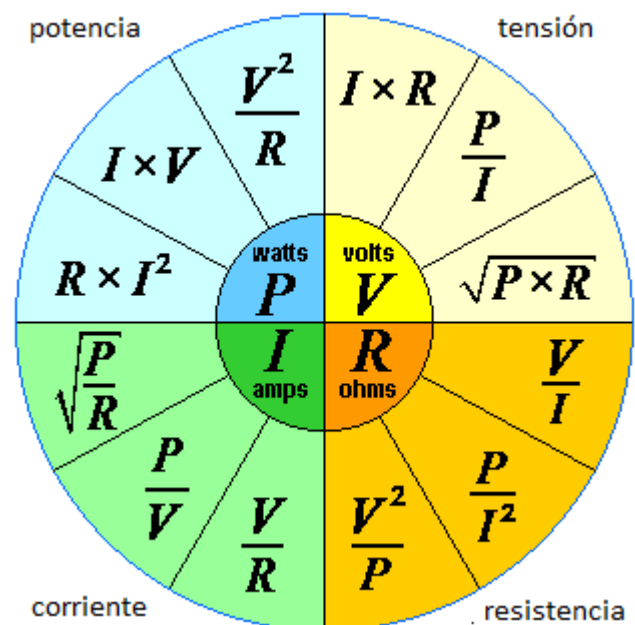 potencia
tensión
V²/R
I × R
I × V
P/I
R × I²
√(P × R)
watts
P
volts
V
I
amps
R
ohms
√(P/R)
V/I
P/V
P/I²
V/R
V²/P
corriente
resistencia